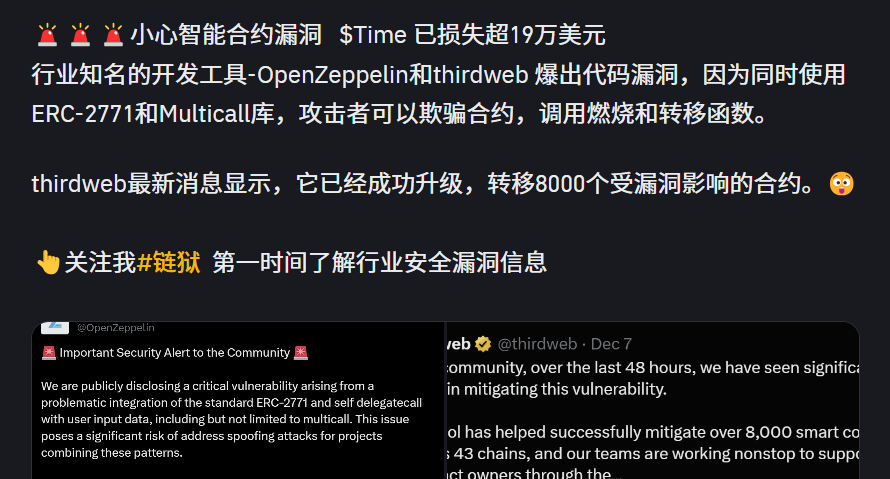 🚨 🚨 🚨小心智能合约漏洞 $Time 已损失超19万美元
行业知名的开发工具-OpenZeppelin和thirdweb 爆出代码漏洞，因为同时使用
ERC-2771和Multicall库，攻击者可以欺骗合约，调用燃烧和转移函数。
thirdweb最新消息显示，它已经成功升级，转移8000个受漏洞影响的合约。😲
👆关注我#链狱 第一时间了解行业安全漏洞信息
@OpenZeppelin
🚨 Important Security Alert to the Community 🚨
We are publicly disclosing a critical vulnerability arising from a
problematic integration of the standard ERC-2771 and self delegatecall
with user input data, including but not limited to multicall. This issue
poses a significant risk of address spoofing attacks for projects
combining these patterns.
web @thirdweb · Dec 7
community, over the last 48 hours, we have seen significa
in mitigating this vulnerability.
ol has helped successfully mitigate over 8,000 smart co
s 43 chains, and our teams are working nonstop to suppo
act owners through the...